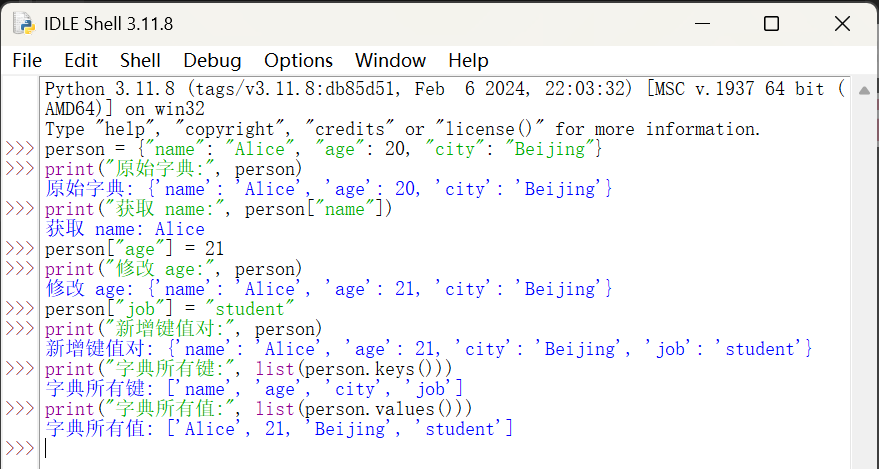 IDLE Shell 3.11.8
File Edit Shell Debug Options Window Help
Python 3.11.8 (tags/v3.11.8:db85d51, Feb  6 2024, 22:03:32) [MSC v.1937 64 bit (
AMD64)] on win32
Type "help", "copyright", "credits" or "license()" for more information.
>>> person = {"name": "Alice", "age": 20, "city": "Beijing"}
>>> print("原始字典:", person)
原始字典: {'name': 'Alice', 'age': 20, 'city': 'Beijing'}
>>> print("获取 name:", person["name"])
获取 name: Alice
>>> person["age"] = 21
>>> print("修改 age:", person)
修改 age: {'name': 'Alice', 'age': 21, 'city': 'Beijing'}
>>> person["job"] = "student"
>>> print("新增键值对:", person)
新增键值对: {'name': 'Alice', 'age': 21, 'city': 'Beijing', 'job': 'student'}
>>> print("字典所有键:", list(person.keys()))
字典所有键: ['name', 'age', 'city', 'job']
>>> print("字典所有值:", list(person.values()))
字典所有值: ['Alice', 21, 'Beijing', 'student']
>>>